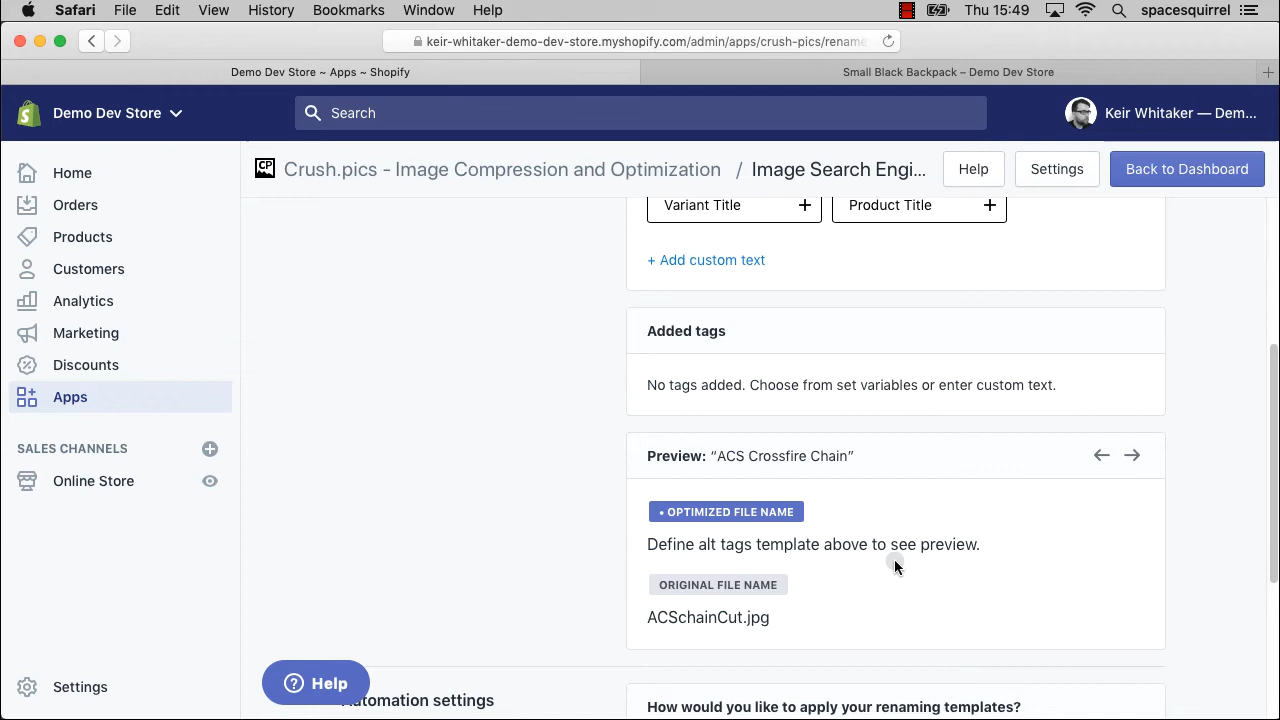 Safari File Edit View History Bookmarks Window Help Thu 15:49 spacesquirrel
keir-whitaker-demo-dev-store.myshopify.com/admin/apps/crush-pics/rename
Demo Dev Store ~ Apps ~ Shopify
Small Black Backpack – Demo Dev Store
Demo Dev Store
Search
Keir Whitaker — Dem...
CP
Crush.pics - Image Compression and Optimization / Image Search Engi...
Help
Settings
Back to Dashboard
Home
Orders
Products
Customers
Analytics
Marketing
Discounts
Apps
SALES CHANNELS
Online Store
Settings
Variant Title +
Product Title +
+ Add custom text
Added tags
No tags added. Choose from set variables or enter custom text.
Preview: “ACS Crossfire Chain”
• OPTIMIZED FILE NAME
Define alt tags template above to see preview.
ORIGINAL FILE NAME
ACSchainCut.jpg
Help
Automation settings
How would you like to apply your renaming templates?